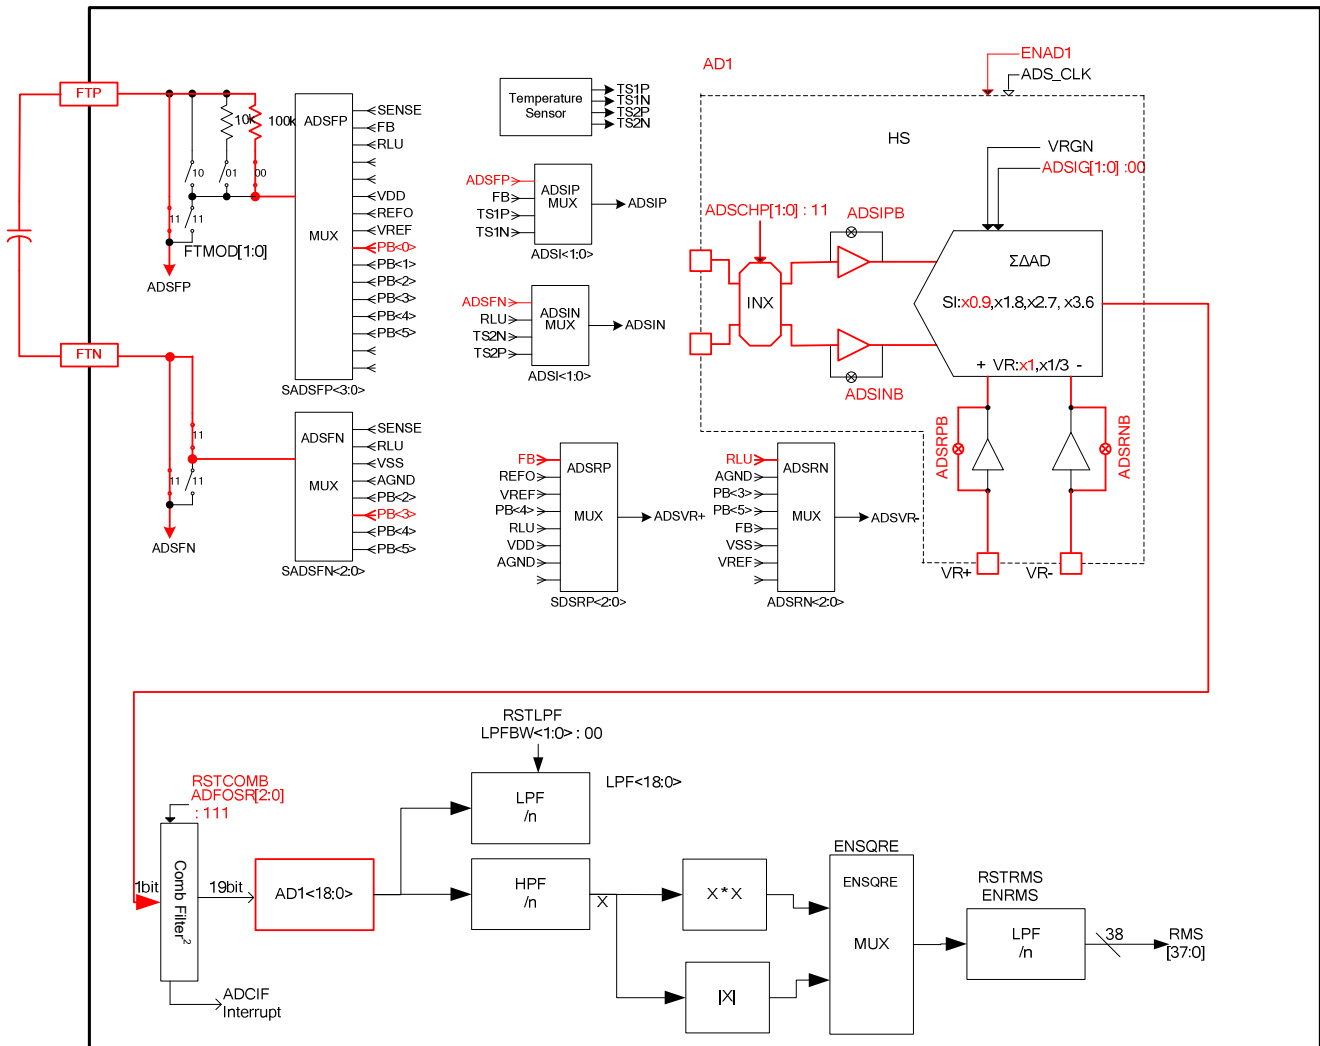 FTP
10k
100k
10
01
00
11
11
FTMOD[1:0]
ADSFP
FTN
11
11
11
ADSFN
ADSFP
MUX
SENSE
FB
RLU
VDD
REFO
VREF
PB<0>
PB<1>
PB<2>
PB<3>
PB<4>
PB<5>
SADSFP<3:0>
ADSFN
MUX
SENSE
RLU
VSS
AGND
PB<2>
PB<3>
PB<4>
PB<5>
SADSFN<2:0>
Temperature
Sensor
TS1P
TS1N
TS2P
TS2N
ADSFP
FB
TS1P
TS1N
ADSIP
MUX
ADSIP
ADSI<1:0>
ADSFN
RLU
TS2N
TS2P
ADSIN
MUX
ADSIN
ADSI<1:0>
FB
REFO
VREF
PB<4>
RLU
VDD
AGND
ADSRP
MUX
ADSVR+
SDSRP<2:0>
RLU
AGND
PB<3>
PB<5>
FB
VSS
VREF
ADSRN
MUX
ADSVR-
ADSRN<2:0>
AD1
ENAD1
ADS_CLK
HS
VRGN
ADSIG[1:0] :00
ADSCHP[1:0] : 11
INX
ADSIPB
ADSINB
ΣΔAD
SI:x0.9,x1.8,x2.7, x3.6
+ VR:x1,x1/3 -
ADSRPB
ADSRNB
VR+
VR-
RSTCOMB
ADFOSR[2:0]
: 111
1bit
Comb Filter²
19bit
ADCIF
Interrupt
AD1<18:0>
RSTLPF
LPFBW<1:0> : 00
LPF<18:0>
LPF
/n
HPF
/n
X
X*X
|X|
ENSQRE
ENSQRE
MUX
RSTRMS
ENRMS
LPF
/n
38
RMS
[37:0]